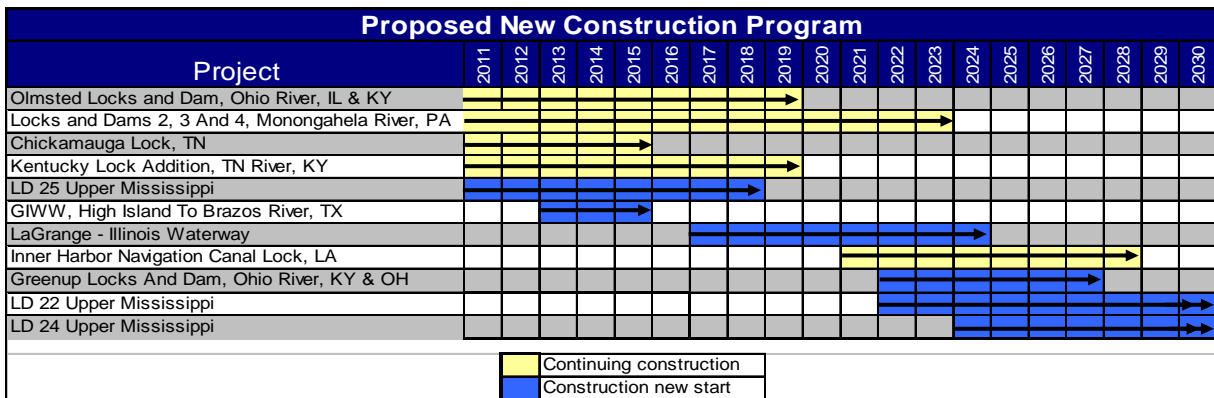 Proposed New Construction Program
Project 2011 2012 2013 2014 2015 2016 2017 2018 2019 2020 2021 2022 2023 2024 2025 2026 2027 2028 2029 2030
Olmsted Locks and Dam, Ohio River, IL & KY
Locks and Dams 2, 3 And 4, Monongahela River, PA
Chickamauga Lock, TN
Kentucky Lock Addition, TN River, KY
LD 25 Upper Mississippi
GIWW, High Island To Brazos River, TX
LaGrange - Illinois Waterway
Inner Harbor Navigation Canal Lock, LA
Greenup Locks And Dam, Ohio River, KY & OH
LD 22 Upper Mississippi
LD 24 Upper Mississippi
Continuing construction
Construction new start